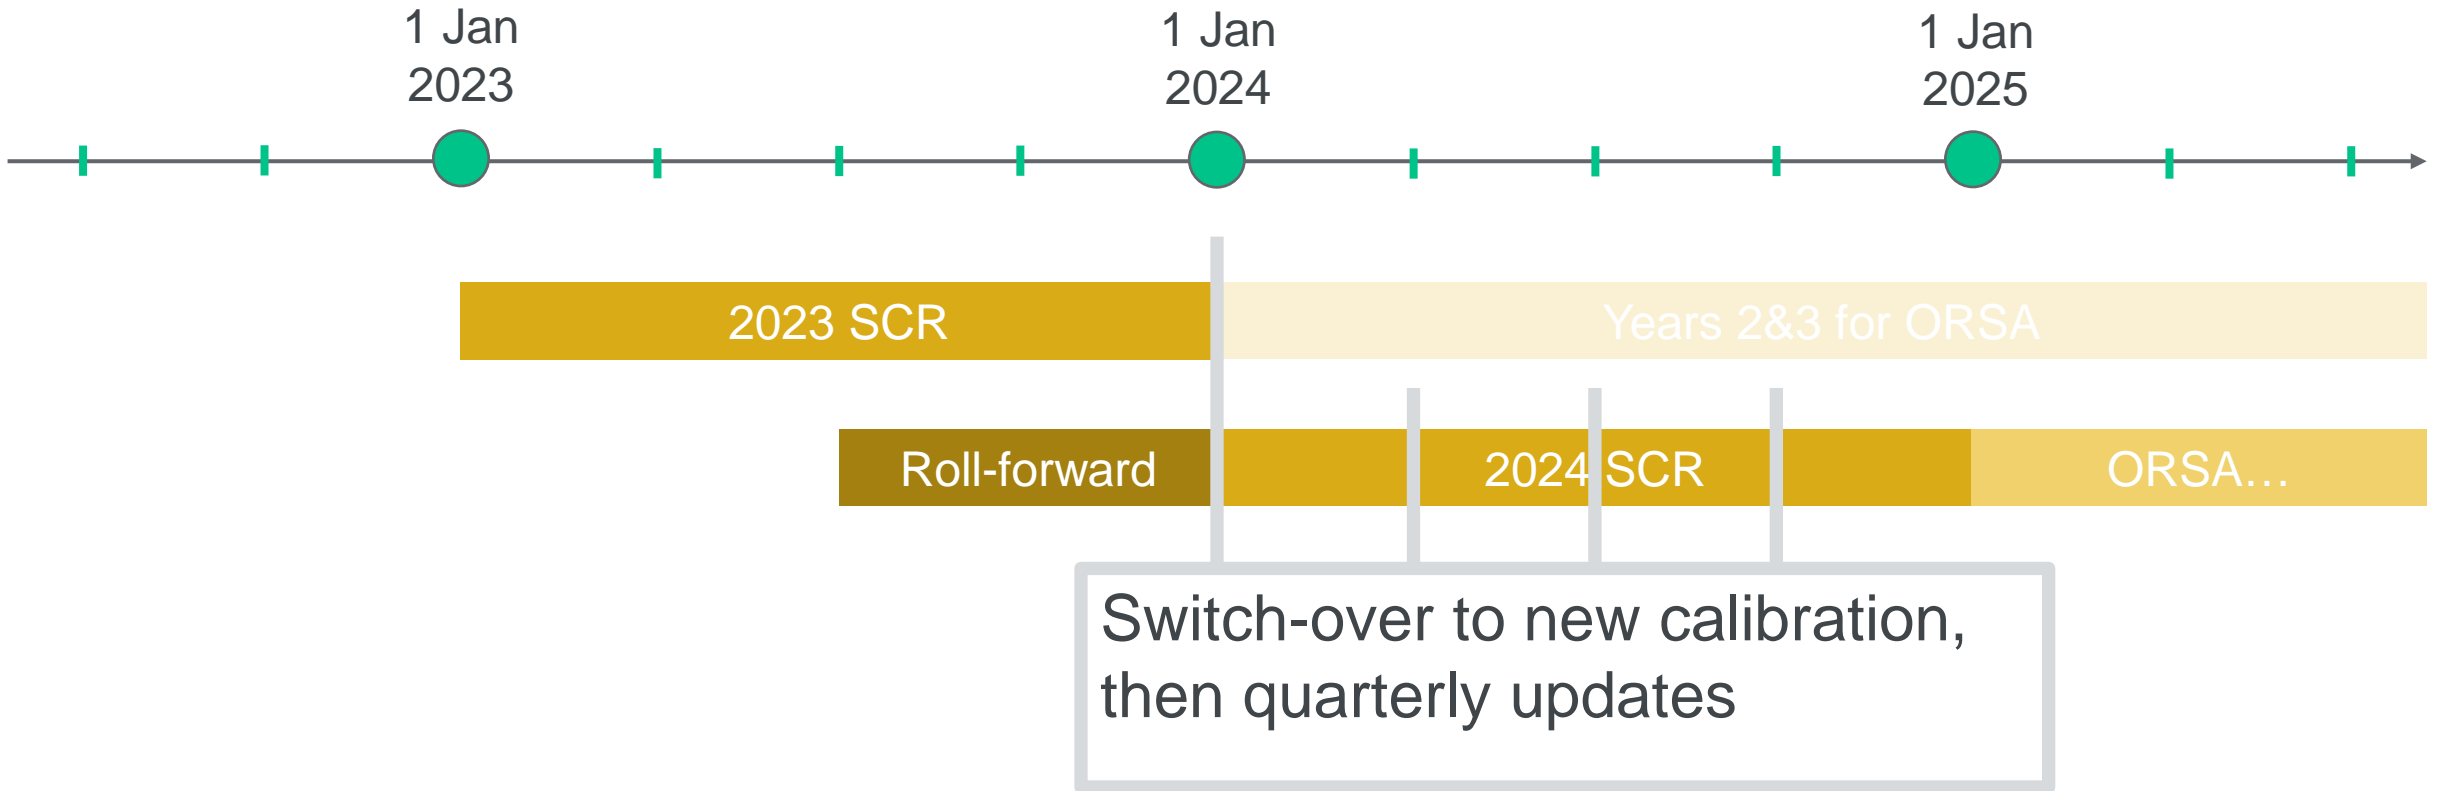 1 Jan
2023
1 Jan
2024
1 Jan
2025
2023 SCR
Years 2&3 for ORSA
Roll-forward
2024 SCR
ORSA…
Switch-over to new calibration,
then quarterly updates